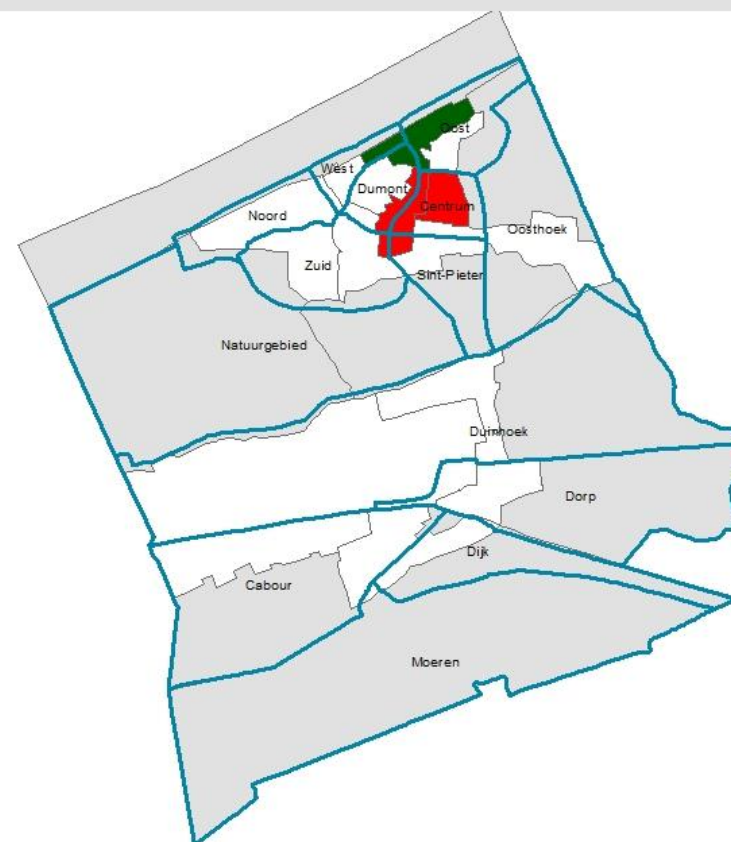 Oost
West
Dumont
Centrum
Noord
Oosthoek
Zuid
Sint-Pieter
Natuurgebied
Duinhoek
Dorp
Dijk
Cabour
Moeren